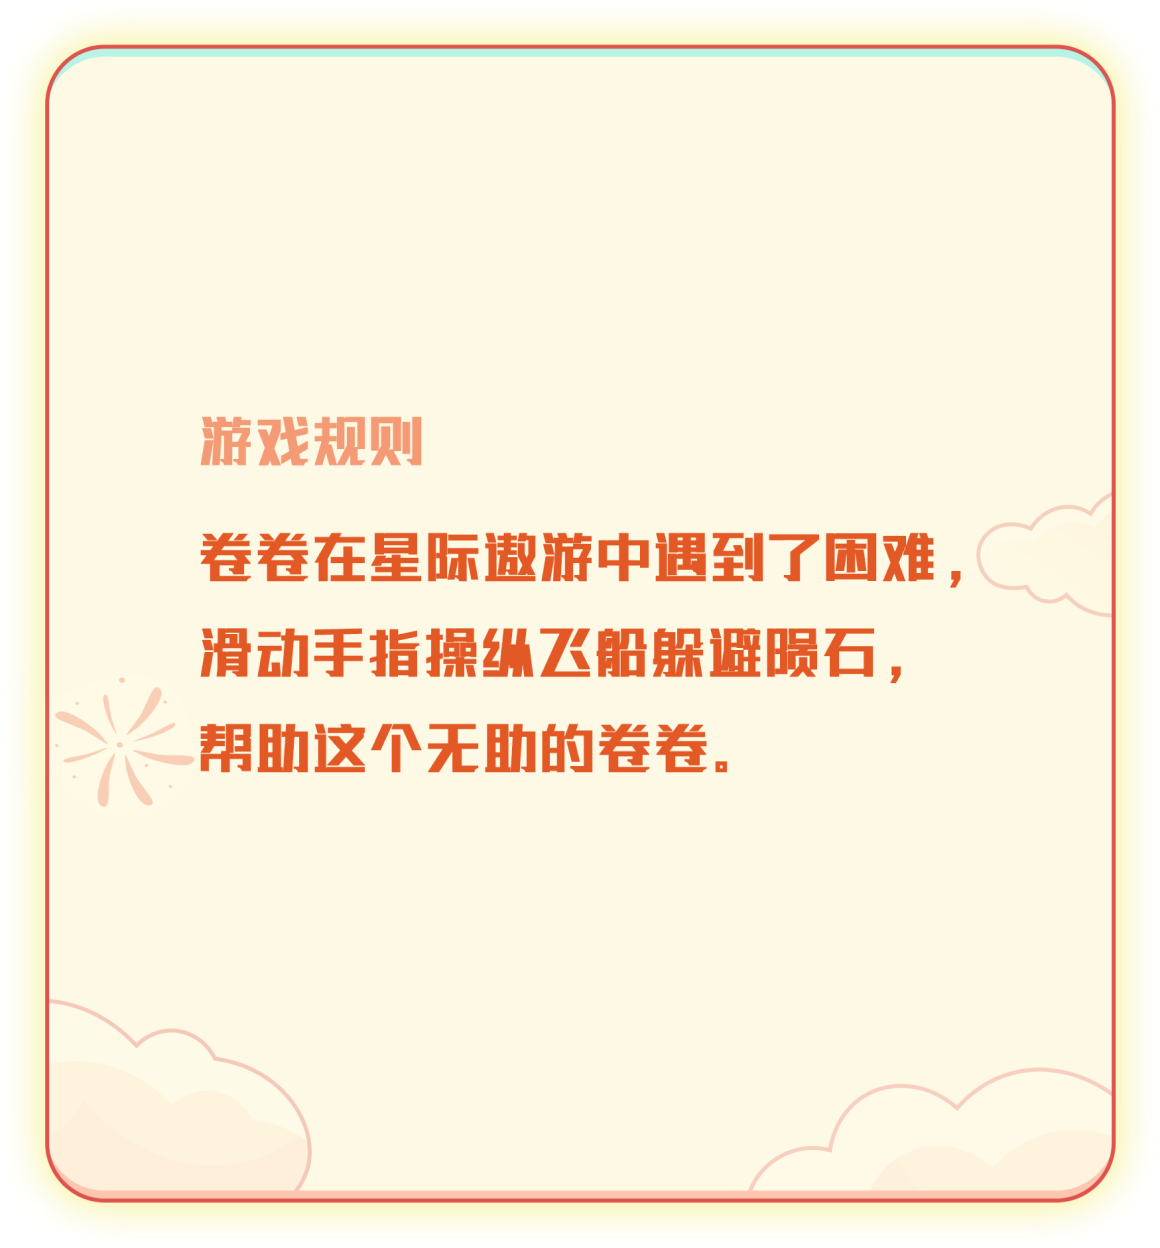 游戏规则
卷卷在星际遨游中遇到了困难，
滑动手指操纵飞船躲避陨石，
帮助这个无助的卷卷。